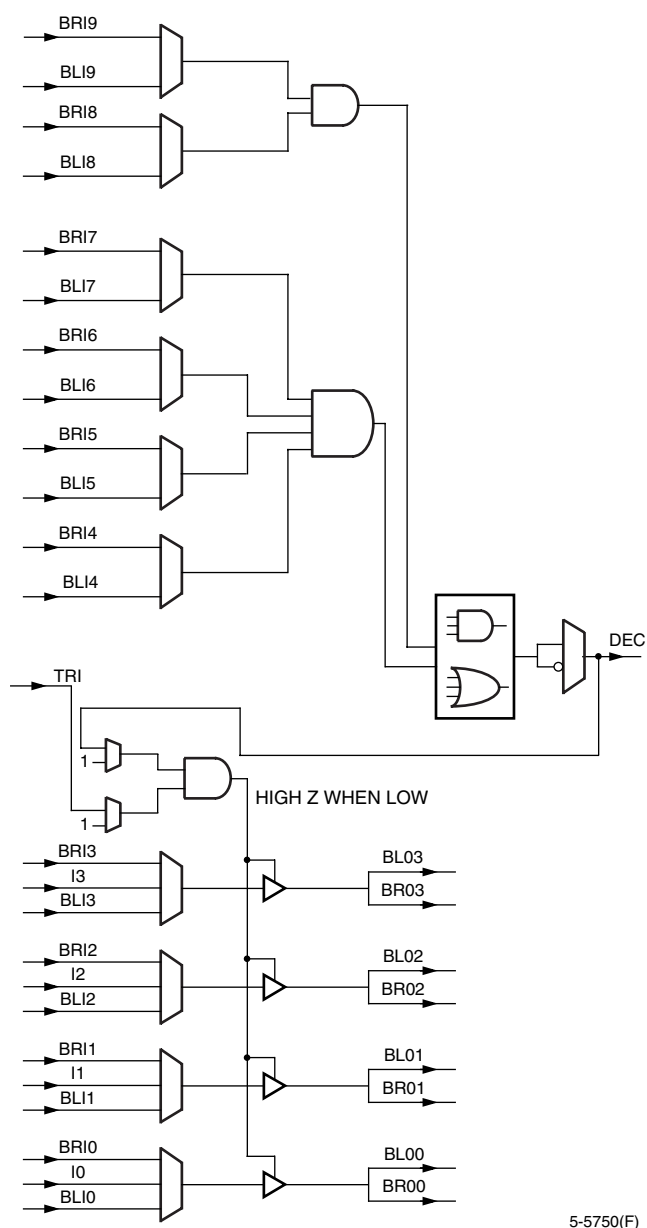 BRI9
BLI9
BRI8
BLI8
BRI7
BLI7
BRI6
BLI6
BRI5
BLI5
BRI4
BLI4
DEC
TRI
1
1
HIGH Z WHEN LOW
BRI3
I3
BLI3
BL03
BR03
BRI2
I2
BLI2
BL02
BR02
BRI1
I1
BLI1
BL01
BR01
BRI0
I0
BLI0
BL00
BR00
5-5750(F)